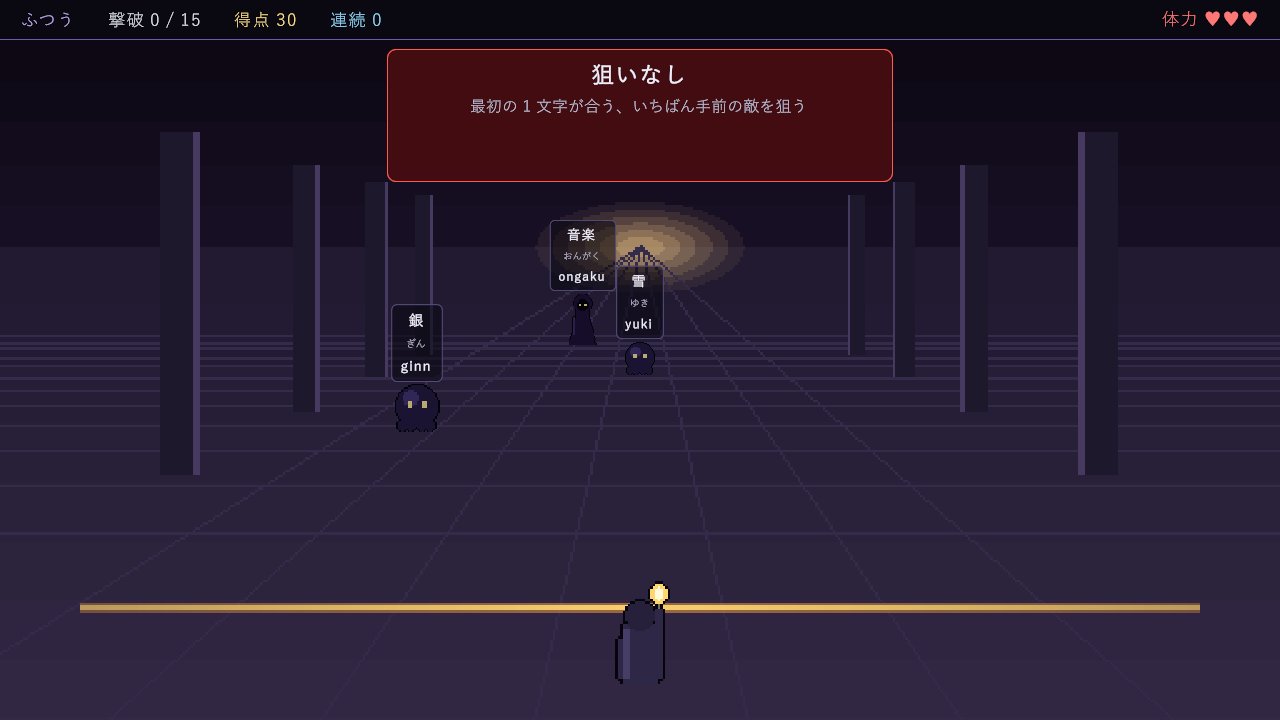 ふつう 撃破 0 / 15 得点 30 連続 0 体力 ♥♥♥
狙いなし
最初の 1 文字が合う、いちばん手前の敵を狙う
音楽
おんがく
ongaku
雪
ゆき
yuki
銀
ぎん
ginn